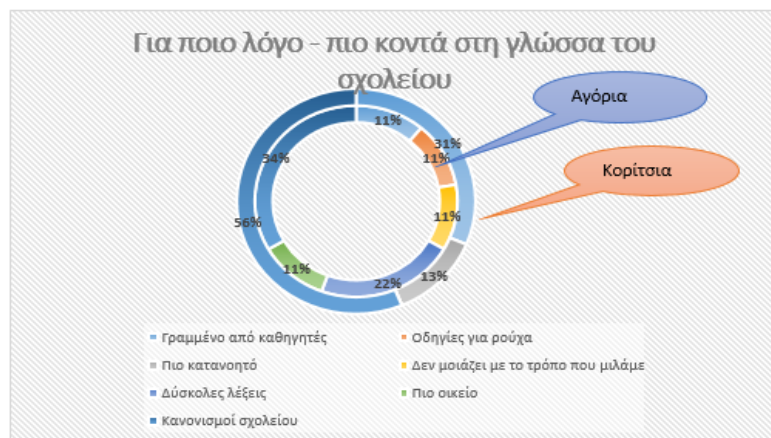 Για ποιο λόγο - πιο κοντά στη γλώσσα του
σχολείου
Αγόρια
Κορίτσια
11%
31%
11%
11%
13%
22%
11%
34%
56%
Γραμμένο από καθηγητές
Οδηγίες για ρούχα
Πιο κατανοητό
Δεν μοιάζει με το τρόπο που μιλάμε
Δύσκολες λέξεις
Πιο οικείο
Κανονισμοί σχολείου